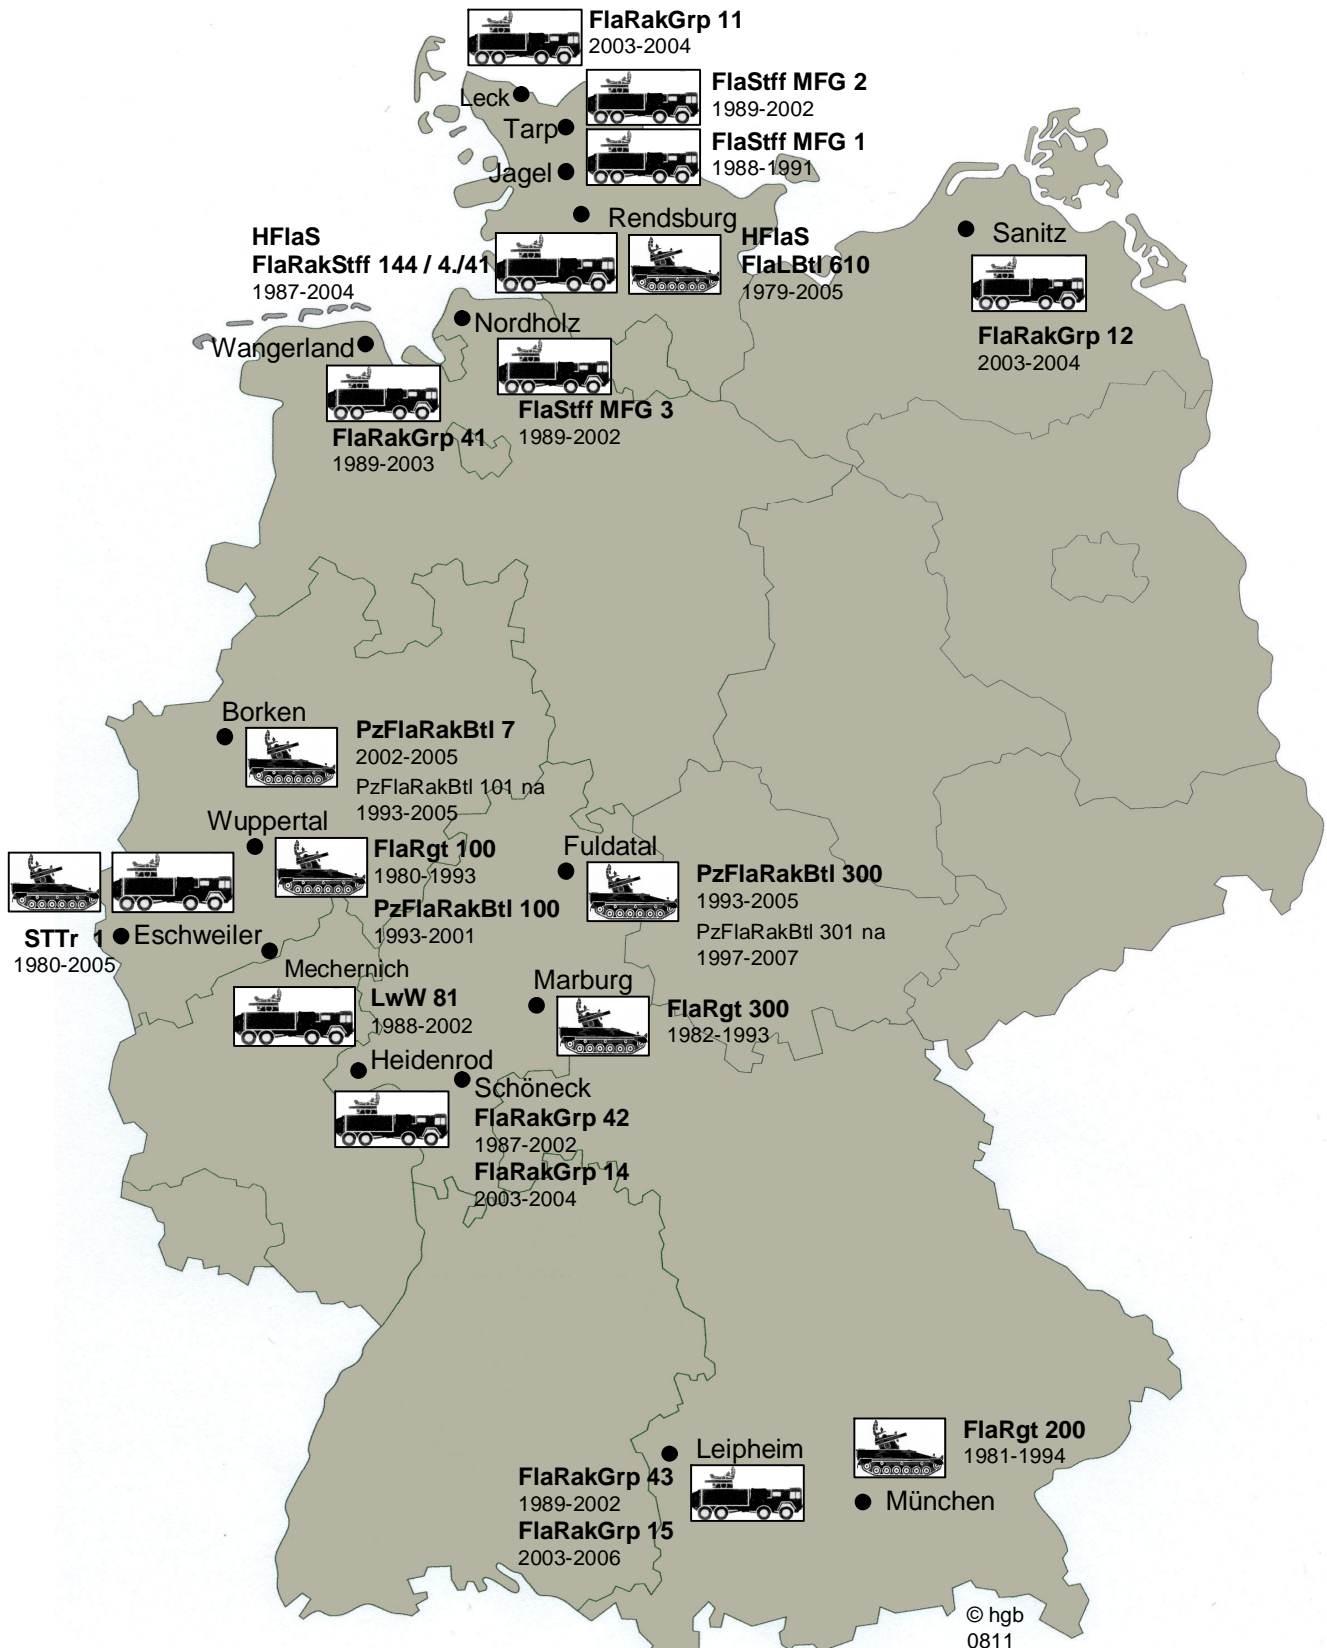 FlaRakGrp 11
2003-2004
Leck
FlaStff MFG 2
1989-2002
Tarp
FlaStff MFG 1
1988-1991
Jagel
Rendsburg
HFlaS
FlaRakStff 144 / 4./41
1987-2004
HFlaS
FlaLBtl 610
1979-2005
Sanitz
FlaRakGrp 12
2003-2004
Nordholz
FlaStff MFG 3
1989-2002
Wangerland
FlaRakGrp 41
1989-2003
Borken
PzFlaRakBtl 7
2002-2005
PzFlaRakBtl 101 na
1993-2005
Wuppertal
FlaRgt 100
1980-1993
PzFlaRakBtl 100
1993-2001
Fuldatal
PzFlaRakBtl 300
1993-2005
PzFlaRakBtl 301 na
1997-2007
STTr 1
1980-2005
Eschweiler
Mechernich
LwW 81
1988-2002
Marburg
FlaRgt 300
1982-1993
Heidenrod
Schöneck
FlaRakGrp 42
1987-2002
FlaRakGrp 14
2003-2004
Leipheim
FlaRakGrp 43
1989-2002
FlaRakGrp 15
2003-2006
FlaRgt 200
1981-1994
München
© hgb
0811